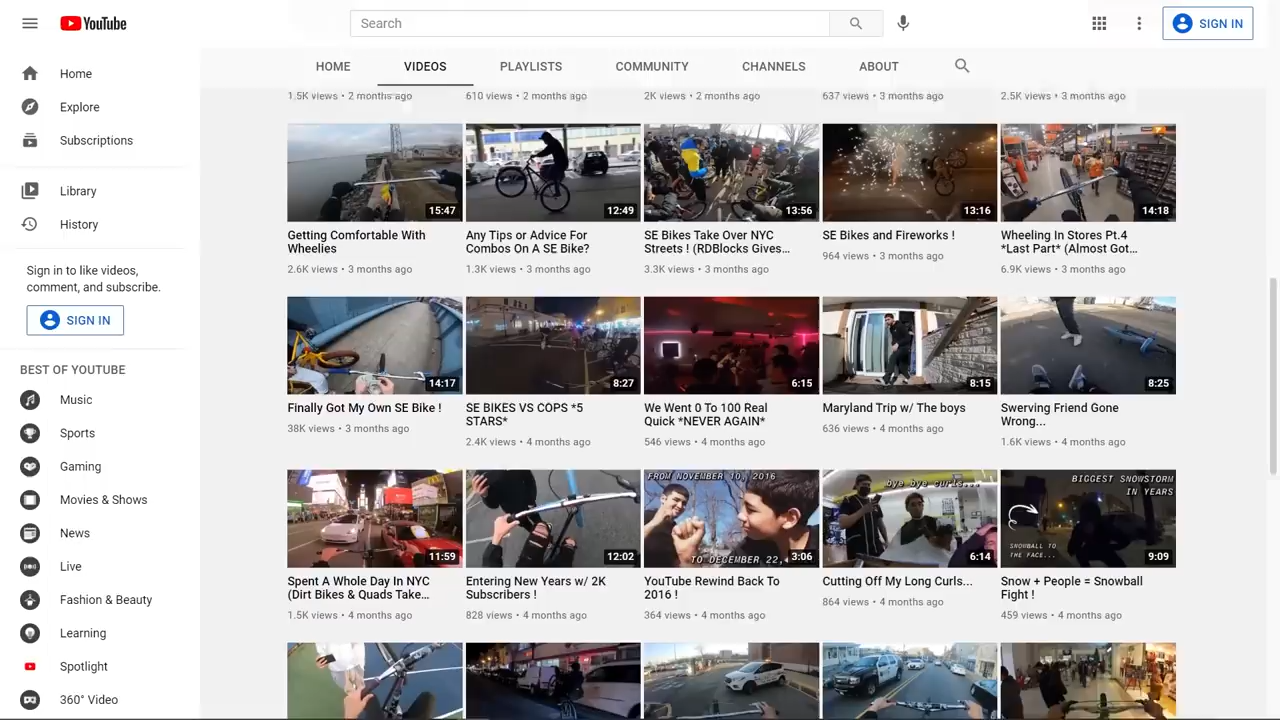 YouTube
Search
SIGN IN
Home
Explore
Subscriptions
Library
History
Sign in to like videos,
comment, and subscribe.
SIGN IN
BEST OF YOUTUBE
Music
Sports
Gaming
Movies & Shows
News
Live
Fashion & Beauty
Learning
Spotlight
360° Video
HOME VIDEOS PLAYLISTS COMMUNITY CHANNELS ABOUT
1.5K views • 2 months ago
610 views • 2 months ago
2K views • 2 months ago
637 views • 3 months ago
2.5K views • 3 months ago
15:47
Getting Comfortable With
Wheelies
2.6K views • 3 months ago
12:49
Any Tips or Advice For
Combos On A SE Bike?
1.3K views • 3 months ago
13:56
SE Bikes Take Over NYC
Streets ! (RDBlocks Gives...
3.3K views • 3 months ago
13:16
SE Bikes and Fireworks !
964 views • 3 months ago
14:18
Wheeling In Stores Pt.4
*Last Part* (Almost Got...
6.9K views • 3 months ago
14:17
Finally Got My Own SE Bike !
38K views • 3 months ago
8:27
SE BIKES VS COPS *5
STARS*
2.4K views • 4 months ago
6:15
We Went 0 To 100 Real
Quick *NEVER AGAIN*
546 views • 4 months ago
8:15
Maryland Trip w/ The boys
636 views • 4 months ago
8:25
Swerving Friend Gone
Wrong...
1.6K views • 4 months ago
11:59
Spent A Whole Day In NYC
(Dirt Bikes & Quads Take...
1.5K views • 4 months ago
12:02
Entering New Years w/ 2K
Subscribers !
828 views • 4 months ago
FROM NOVEMBER 10, 2016
TO DECEMBER 22,
3:06
YouTube Rewind Back To
2016 !
364 views • 4 months ago
bye bye curls...
6:14
Cutting Off My Long Curls...
864 views • 4 months ago
BIGGEST SNOWSTORM
IN YEARS
SNOWBALL TO
THE FACE...
9:09
Snow + People = Snowball
Fight !
459 views • 4 months ago